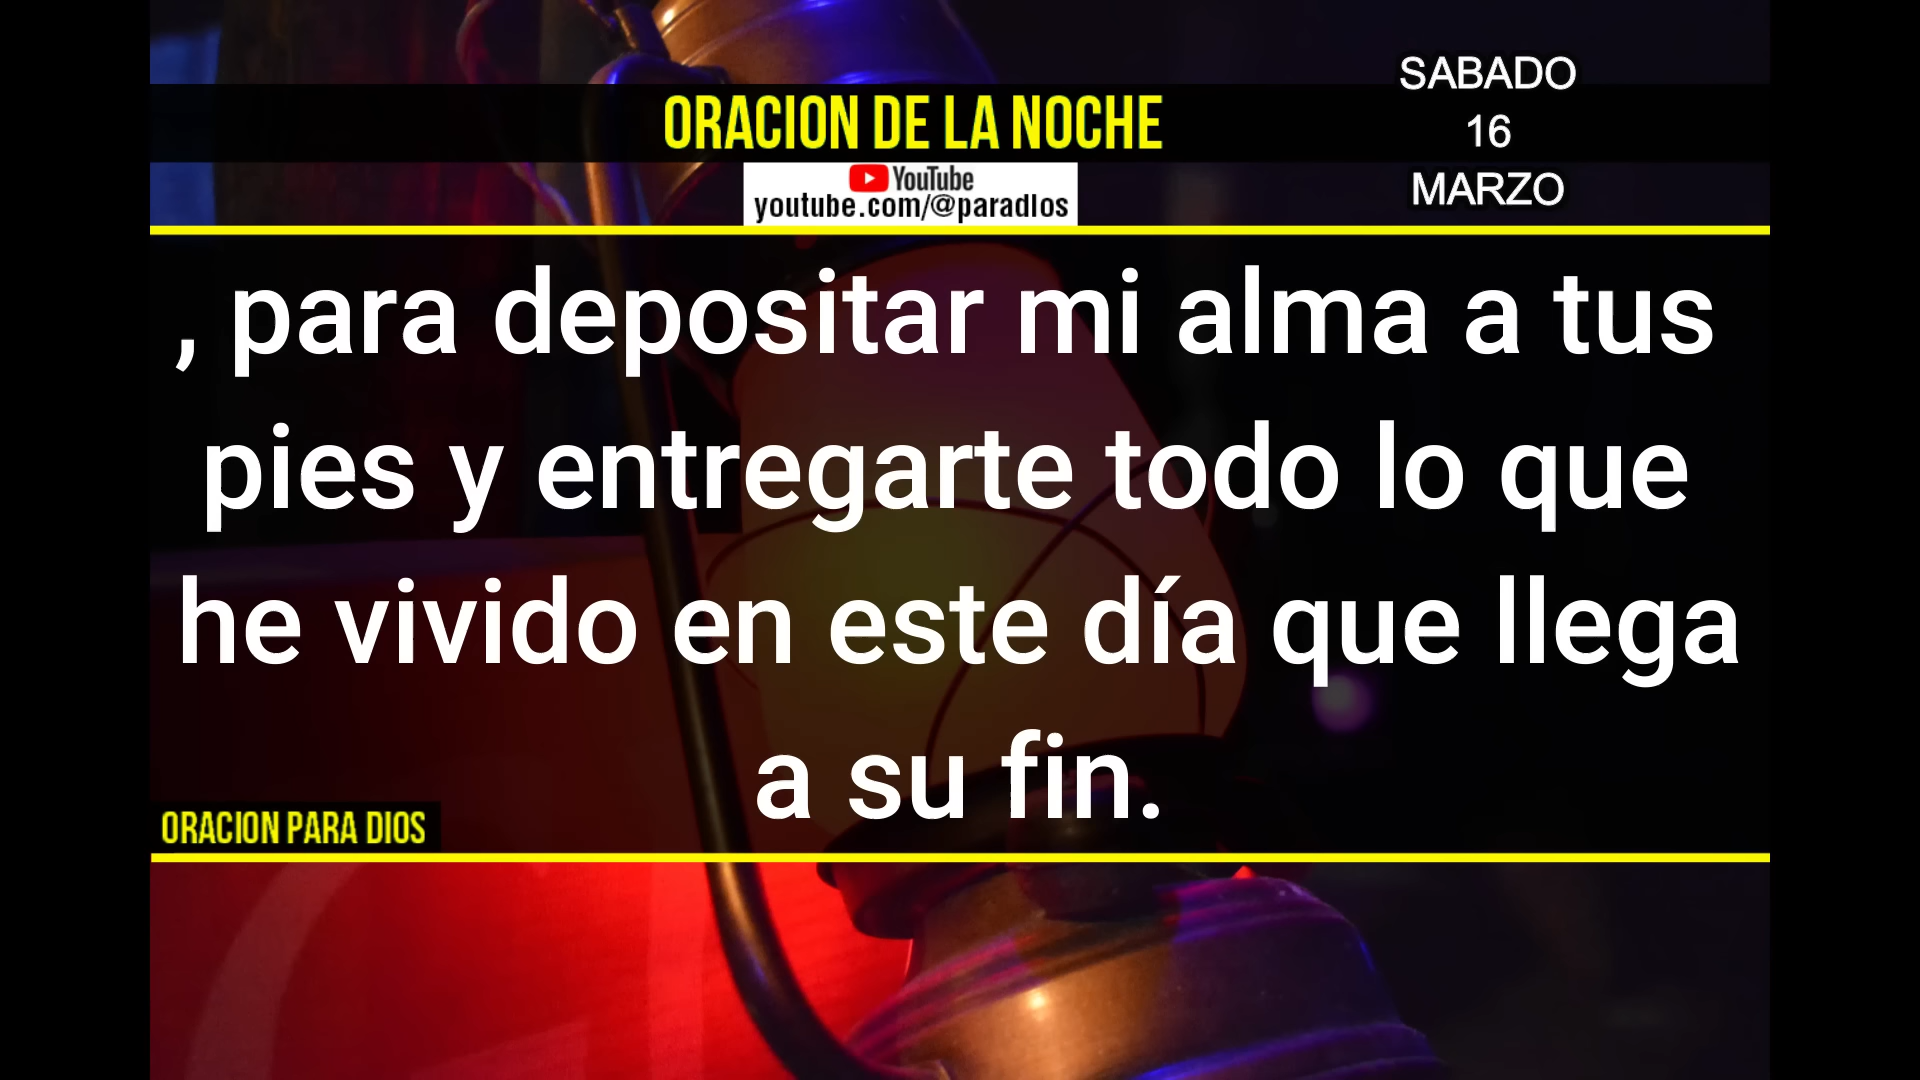 SABADO
16
MARZO
ORACION DE LA NOCHE
YouTube
youtube.com/@paradIos
, para depositar mi alma a tus
pies y entregarte todo lo que
he vivido en este día que llega
a su fin.
ORACION PARA DIOS